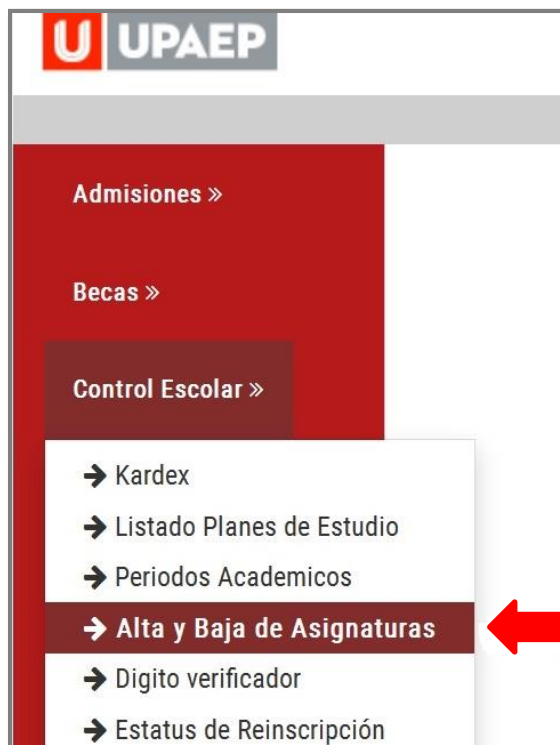 U UPAEP
Admisiones »
Becas »
Control Escolar »
→ Kardex
→ Listado Planes de Estudio
→ Periodos Academicos
→ Alta y Baja de Asignaturas
→ Digito verificador
→ Estatus de Reinscripción